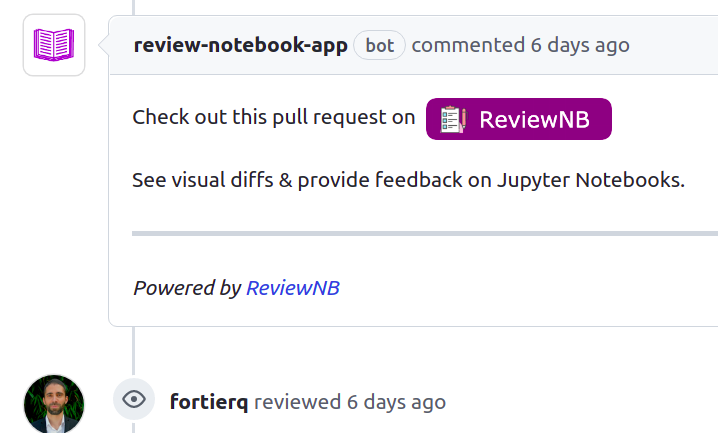 review-notebook-app bot commented 6 days ago
Check out this pull request on ReviewNB
See visual diffs & provide feedback on Jupyter Notebooks.
Powered by ReviewNB
fortierq reviewed 6 days ago